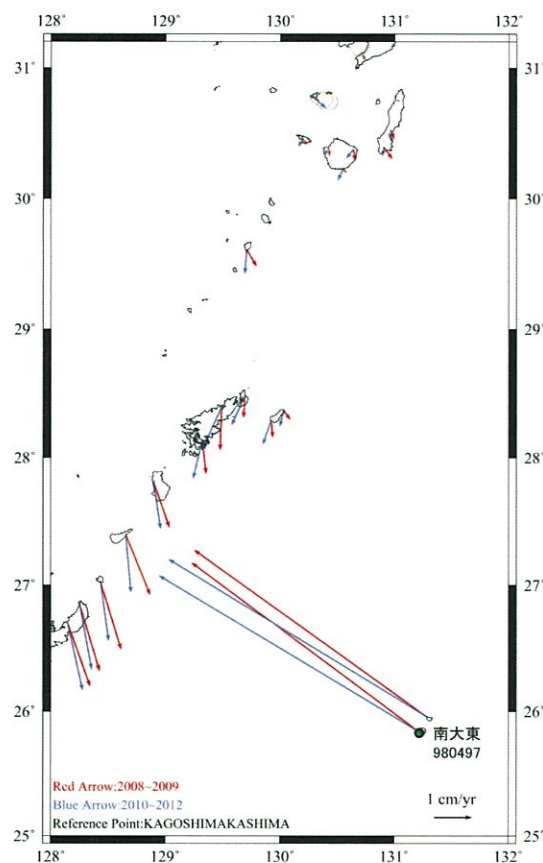 128° 129° 130° 131° 132°
31° 31°
30° 30°
29° 29°
28° 28°
27° 27°
26° 26°
南大東
980497
Red Arrow:2008~2009
Blue Arrow:2010~2012
Reference Point:KAGOSHIMAKASHIMA
1 cm/yr
25° 25°
128° 129° 130° 131° 132°